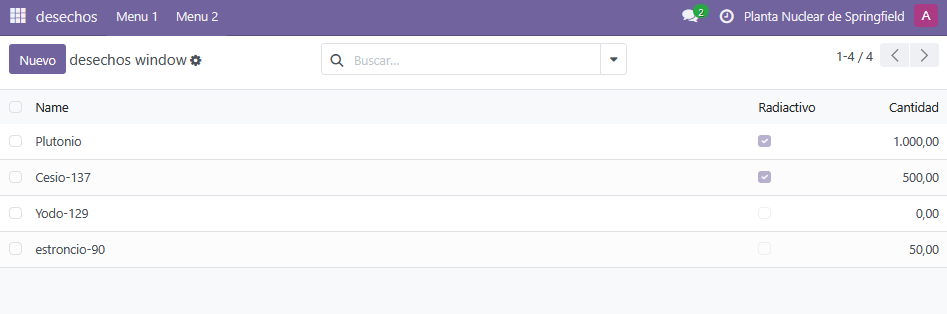 desechos Menu 1 Menu 2 2 Planta Nuclear de Springfield A
Nuevo desechos window Buscar... 1-4 / 4
Name Radiactivo Cantidad
Plutonio 1.000,00
Cesio-137 500,00
Yodo-129 0,00
estroncio-90 50,00